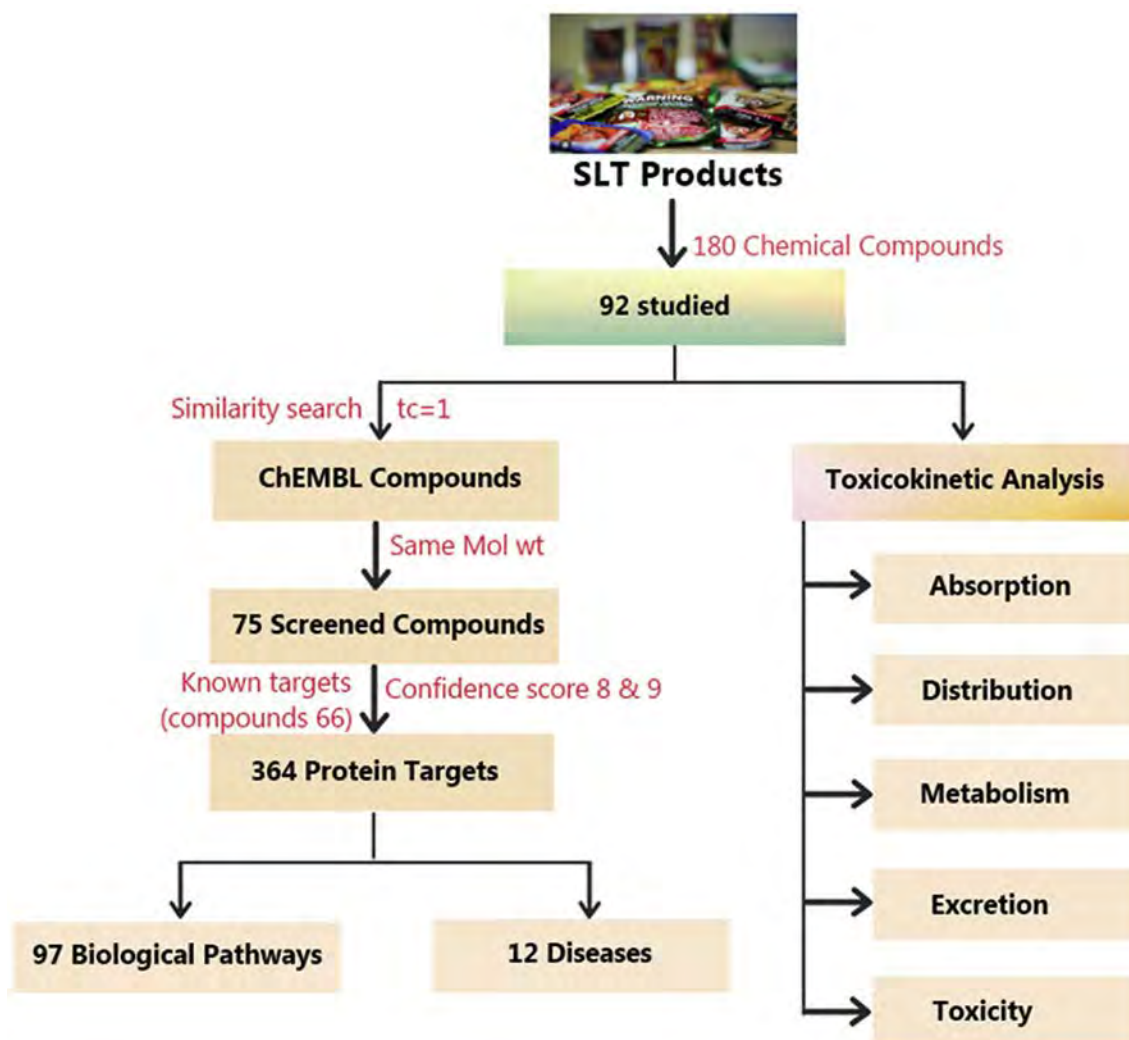 WARNING
SLT Products
180 Chemical Compounds
92 studied
Similarity search tc=1
ChEMBL Compounds
Toxicokinetic Analysis
Same Mol wt
Absorption
75 Screened Compounds
Known targets
(compounds 66)
Confidence score 8 & 9
Distribution
364 Protein Targets
Metabolism
Excretion
97 Biological Pathways
12 Diseases
Toxicity